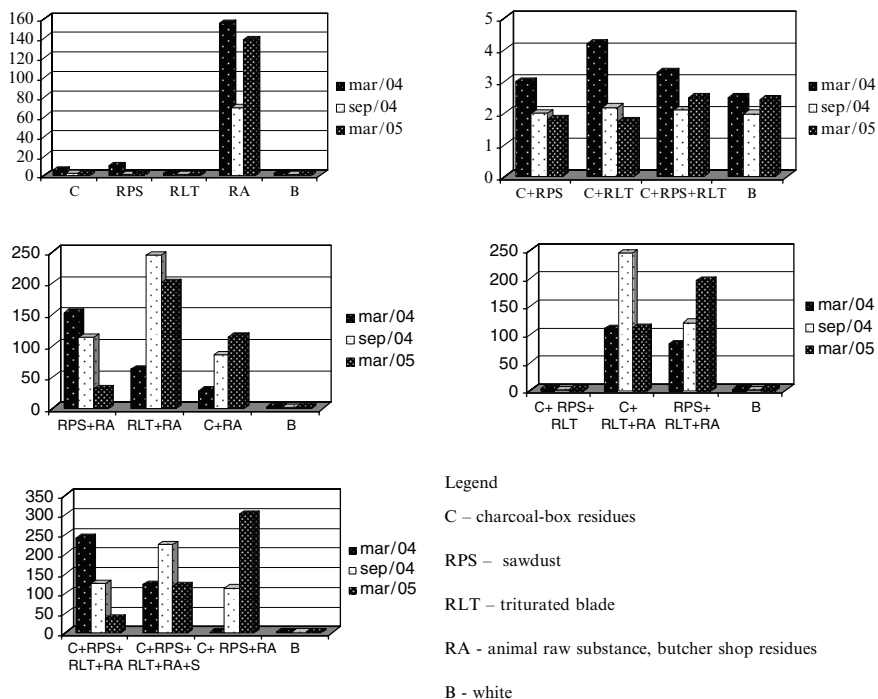 160
140
120
100
80
60
40
20
0
C RPS RLT RA B
mar/04
sep/04
mar/05
5
4
3
2
1
0
C+RPS C+RLT C+RPS+RLT B
mar/04
sep/04
mar/05
250
200
150
100
50
0
RPS+RA RLT+RA C+RA B
mar/04
sep/04
mar/05
250
200
150
100
50
0
C+ RPS+ C+ RPS+ B
RLT RLT+RA RLT+RA
mar/04
sep/04
mar/05
350
300
250
200
150
100
50
0
C+RPS+ C+RPS+ C+ RPS+RA B
RLT+RA RLT+RA+S
mar/04
sep/04
mar/05
Legend
C – charcoal-box residues
RPS – sawdust
RLT – triturated blade
RA - animal raw substance, butcher shop residues
B - white